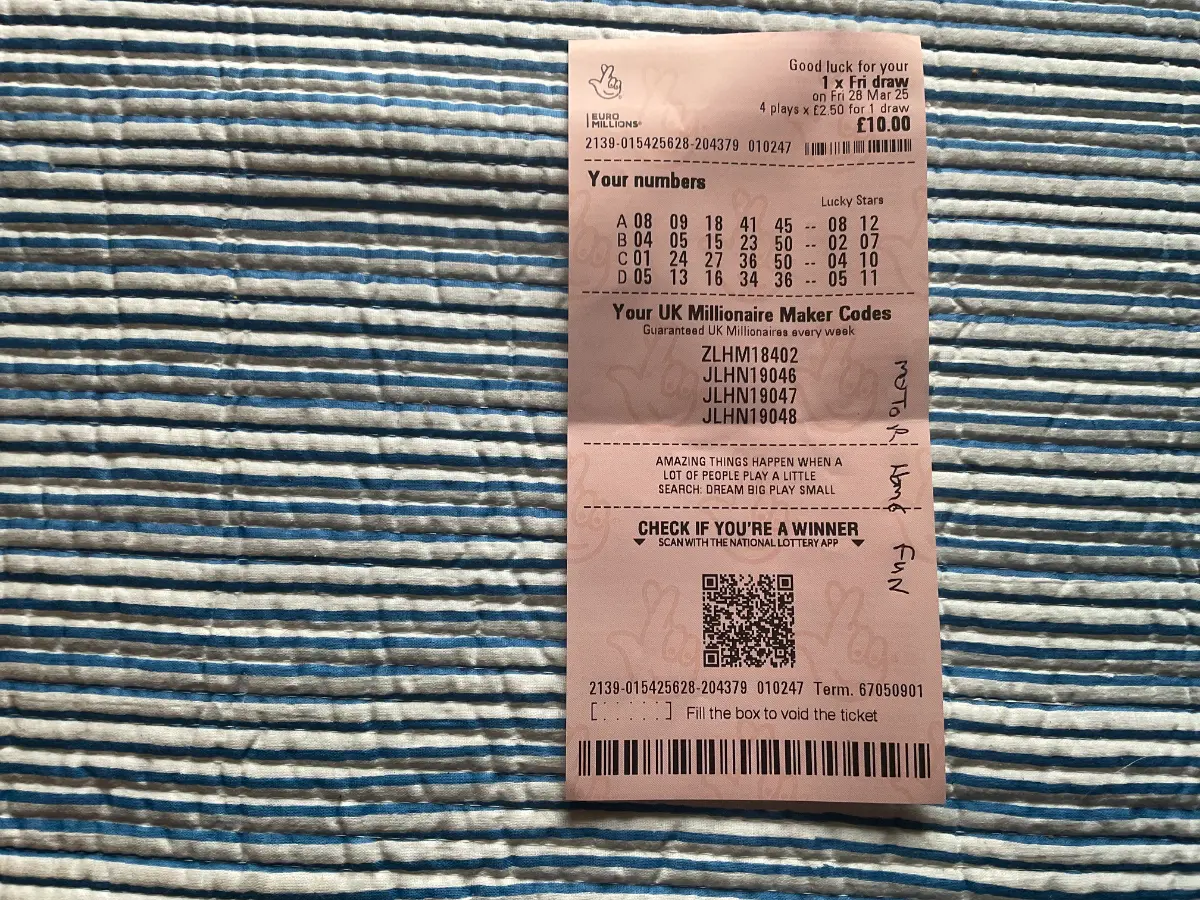 Good luck for your
1 x Fri draw
on Fri 28 Mar 25
4 plays x £2.50 for 1 draw
£10.00
EURO
MILLIONS
2139-015425628-204379 010247
Your numbers
Lucky Stars
A 08 09 18 41 45 -- 08 12
B 04 05 15 23 50 -- 02 07
C 01 24 27 36 50 -- 04 10
D 05 13 16 34 36 -- 05 11
Your UK Millionaire Maker Codes
Guaranteed UK Millionaires every week
ZLHM18402
JLHN19046
JLHN19047
JLHN19048
MOTOR HOME FUN
AMAZING THINGS HAPPEN WHEN A
LOT OF PEOPLE PLAY A LITTLE
SEARCH: DREAM BIG PLAY SMALL
CHECK IF YOU'RE A WINNER
SCAN WITH THE NATIONAL LOTTERY APP
2139-015425628-204379 010247 Term. 67050901
[. . . . .] Fill the box to void the ticket